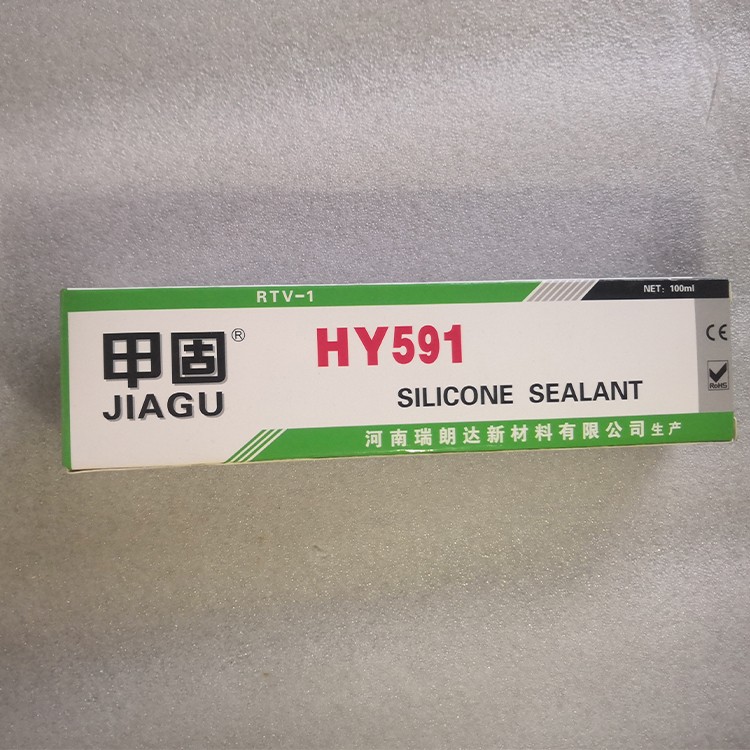 RTV-1
NET: 100ml
甲固®
JIAGU
HY591
SILICONE SEALANT
CE
RoHS
河南瑞朗达新材料有限公司生产